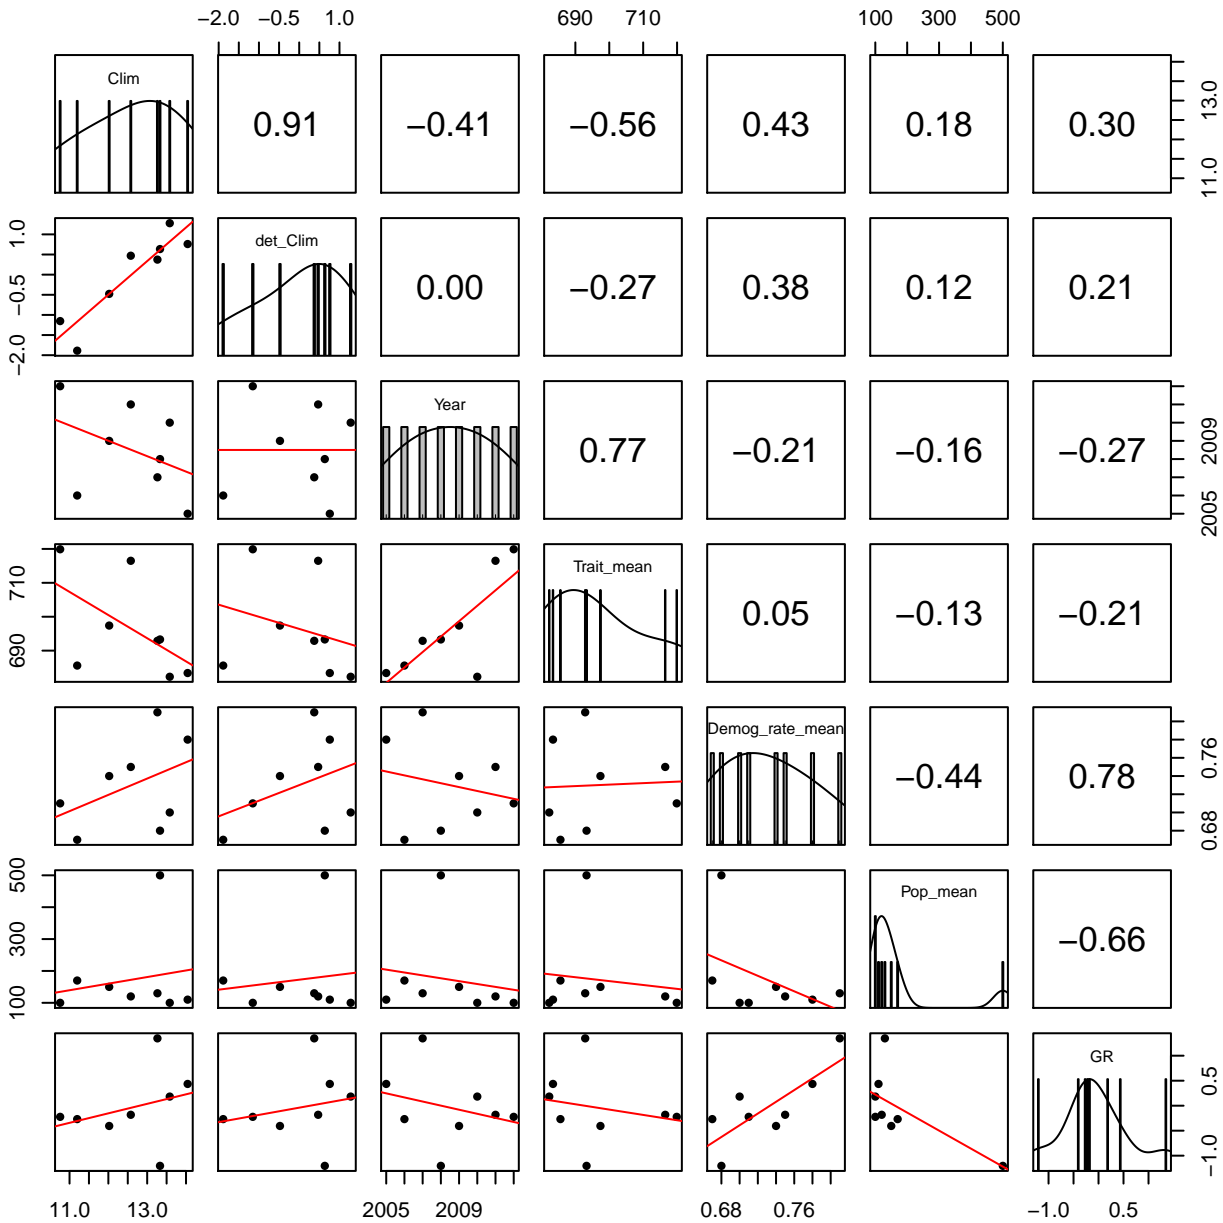 −2.0 −0.5 1.0 690 710 100 300 500
Clim
0.91 −0.41 −0.56 0.43 0.18 0.30
11.0 13.0
−2.0 −0.5 1.0
det_Clim
0.00 −0.27 0.38 0.12 0.21
Year
0.77 −0.21 −0.16 −0.27
2005 2009
690 710
Trait_mean
0.05 −0.13 −0.21
Demog_rate_mean
−0.44 0.78
0.68 0.76
100 300 500
Pop_mean
−0.66
GR
−1.0 0.5
11.0 13.0 2005 2009 0.68 0.76 −1.0 0.5